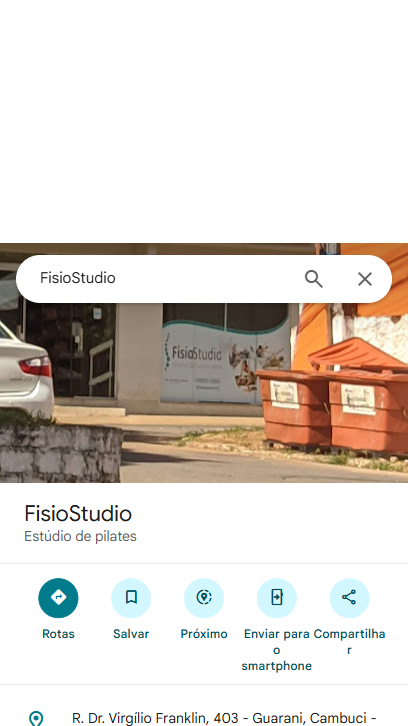 FisioStudio
FisioStudio
FisioStudio
Estúdio de pilates
Rotas
Salvar
Próximo
Enviar para o smartphone
Compartilhar
R. Dr. Virgílio Franklin, 403 - Guarani, Cambuci -